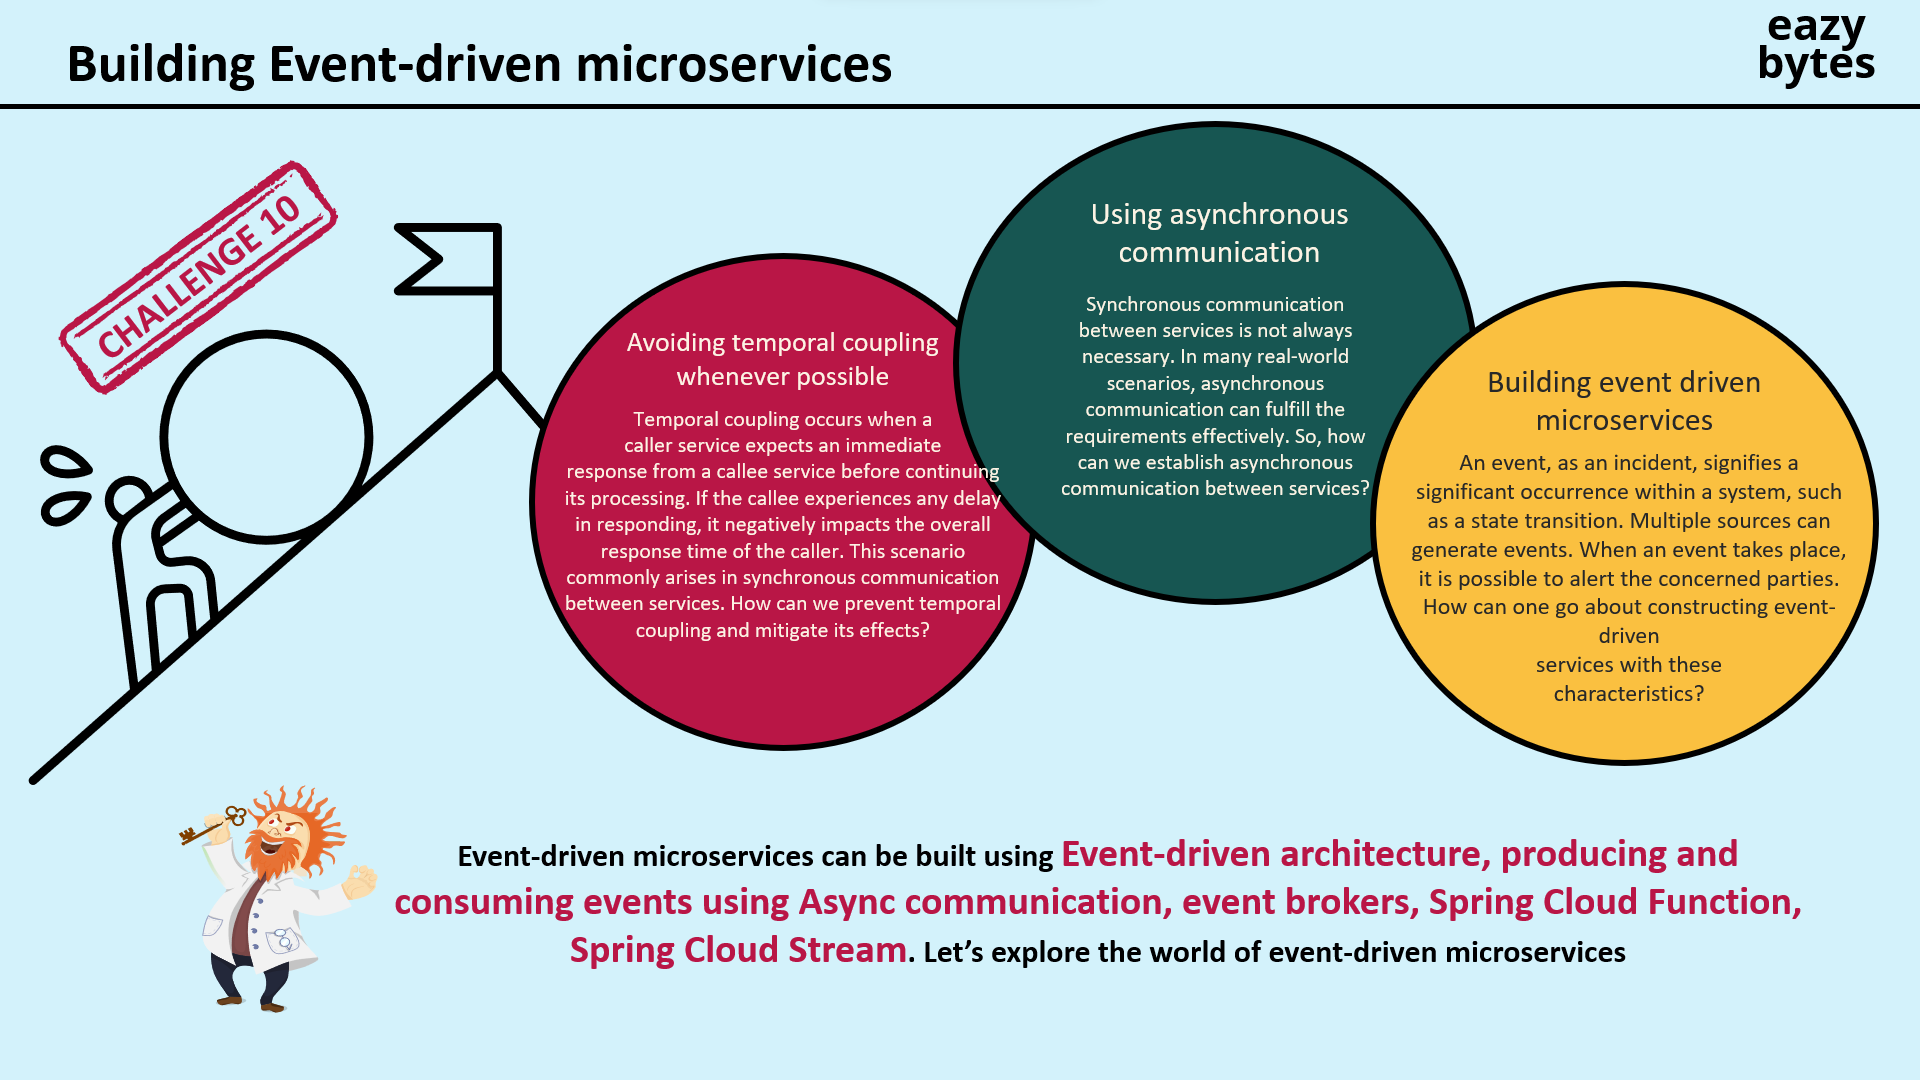 Building Event-driven microservices
eazy
bytes
CHALLENGE 10
Avoiding temporal coupling
whenever possible
Temporal coupling occurs when a
caller service expects an immediate
response from a callee service before continuing
its processing. If the callee experiences any delay
in responding, it negatively impacts the overall
response time of the caller. This scenario
commonly arises in synchronous communication
between services. How can we prevent temporal
coupling and mitigate its effects?
Using asynchronous
communication
Synchronous communication
between services is not always
necessary. In many real-world
scenarios, asynchronous
communication can fulfill the
requirements effectively. So, how
can we establish asynchronous
communication between services?
Building event driven
microservices
An event, as an incident, signifies a
significant occurrence within a system, such
as a state transition. Multiple sources can
generate events. When an event takes place,
it is possible to alert the concerned parties.
How can one go about constructing event-
driven
services with these
characteristics?
Event-driven microservices can be built using Event-driven architecture, producing and
consuming events using Async communication, event brokers, Spring Cloud Function,
Spring Cloud Stream. Let’s explore the world of event-driven microservices